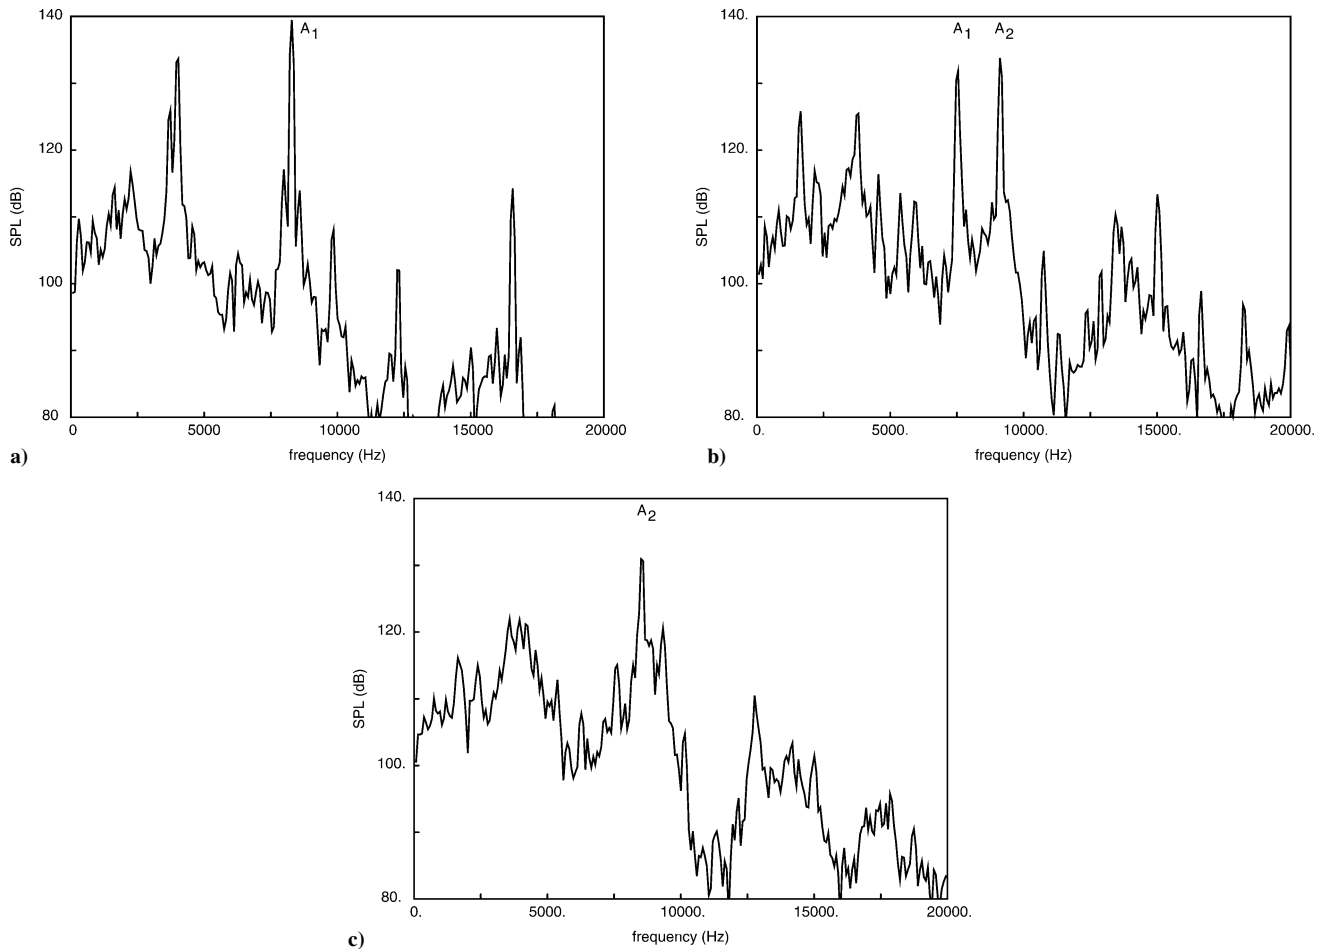 140
120
100
80
SPL (dB)
A1
0 5000 10000 15000 20000
frequency (Hz)
a)
140.
120.
100.
80.
SPL (dB)
A1 A2
0. 5000. 10000. 15000. 20000.
frequency (Hz)
b)
140.
120.
100.
80.
SPL (dB)
A2
0. 5000. 10000. 15000. 20000.
frequency (Hz)
c)